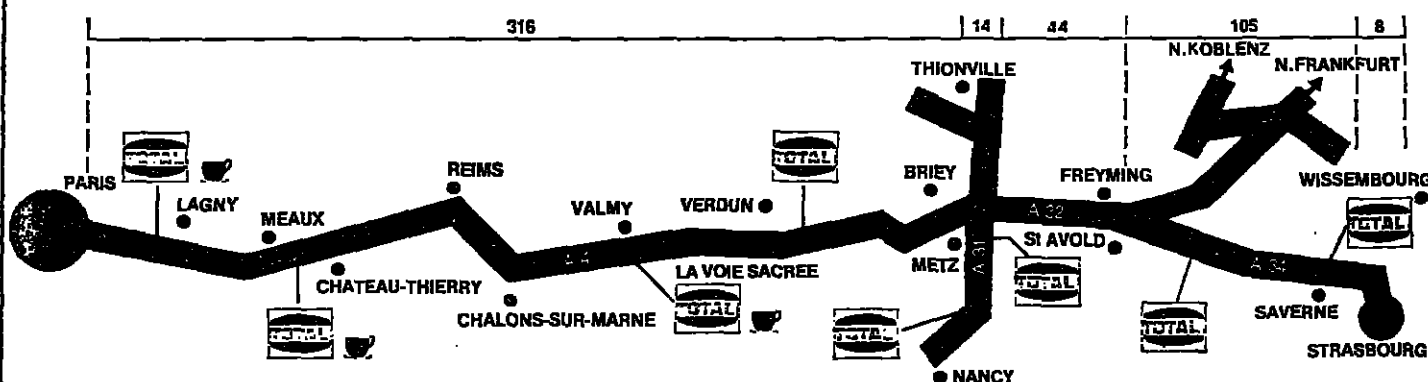 316 14 44 105 8
N.KOBLENZ
THIONVILLE
N.FRANKFURT
TOTAL
TOTAL
PARIS
REIMS
BRIEY
FREYMING
WISSEMBOURG
LAGNY
MEAUX
VALMY
VERDUN
A 32
TOTAL
A 4
A 31
METZ
St AVOLD
A 34
CHATEAU-THIERRY
LA VOIE SACREE
TOTAL
CHALONS-SUR-MARNE
TOTAL
TOTAL
TOTAL
TOTAL
SAVERNE
STRASBOURG
NANCY